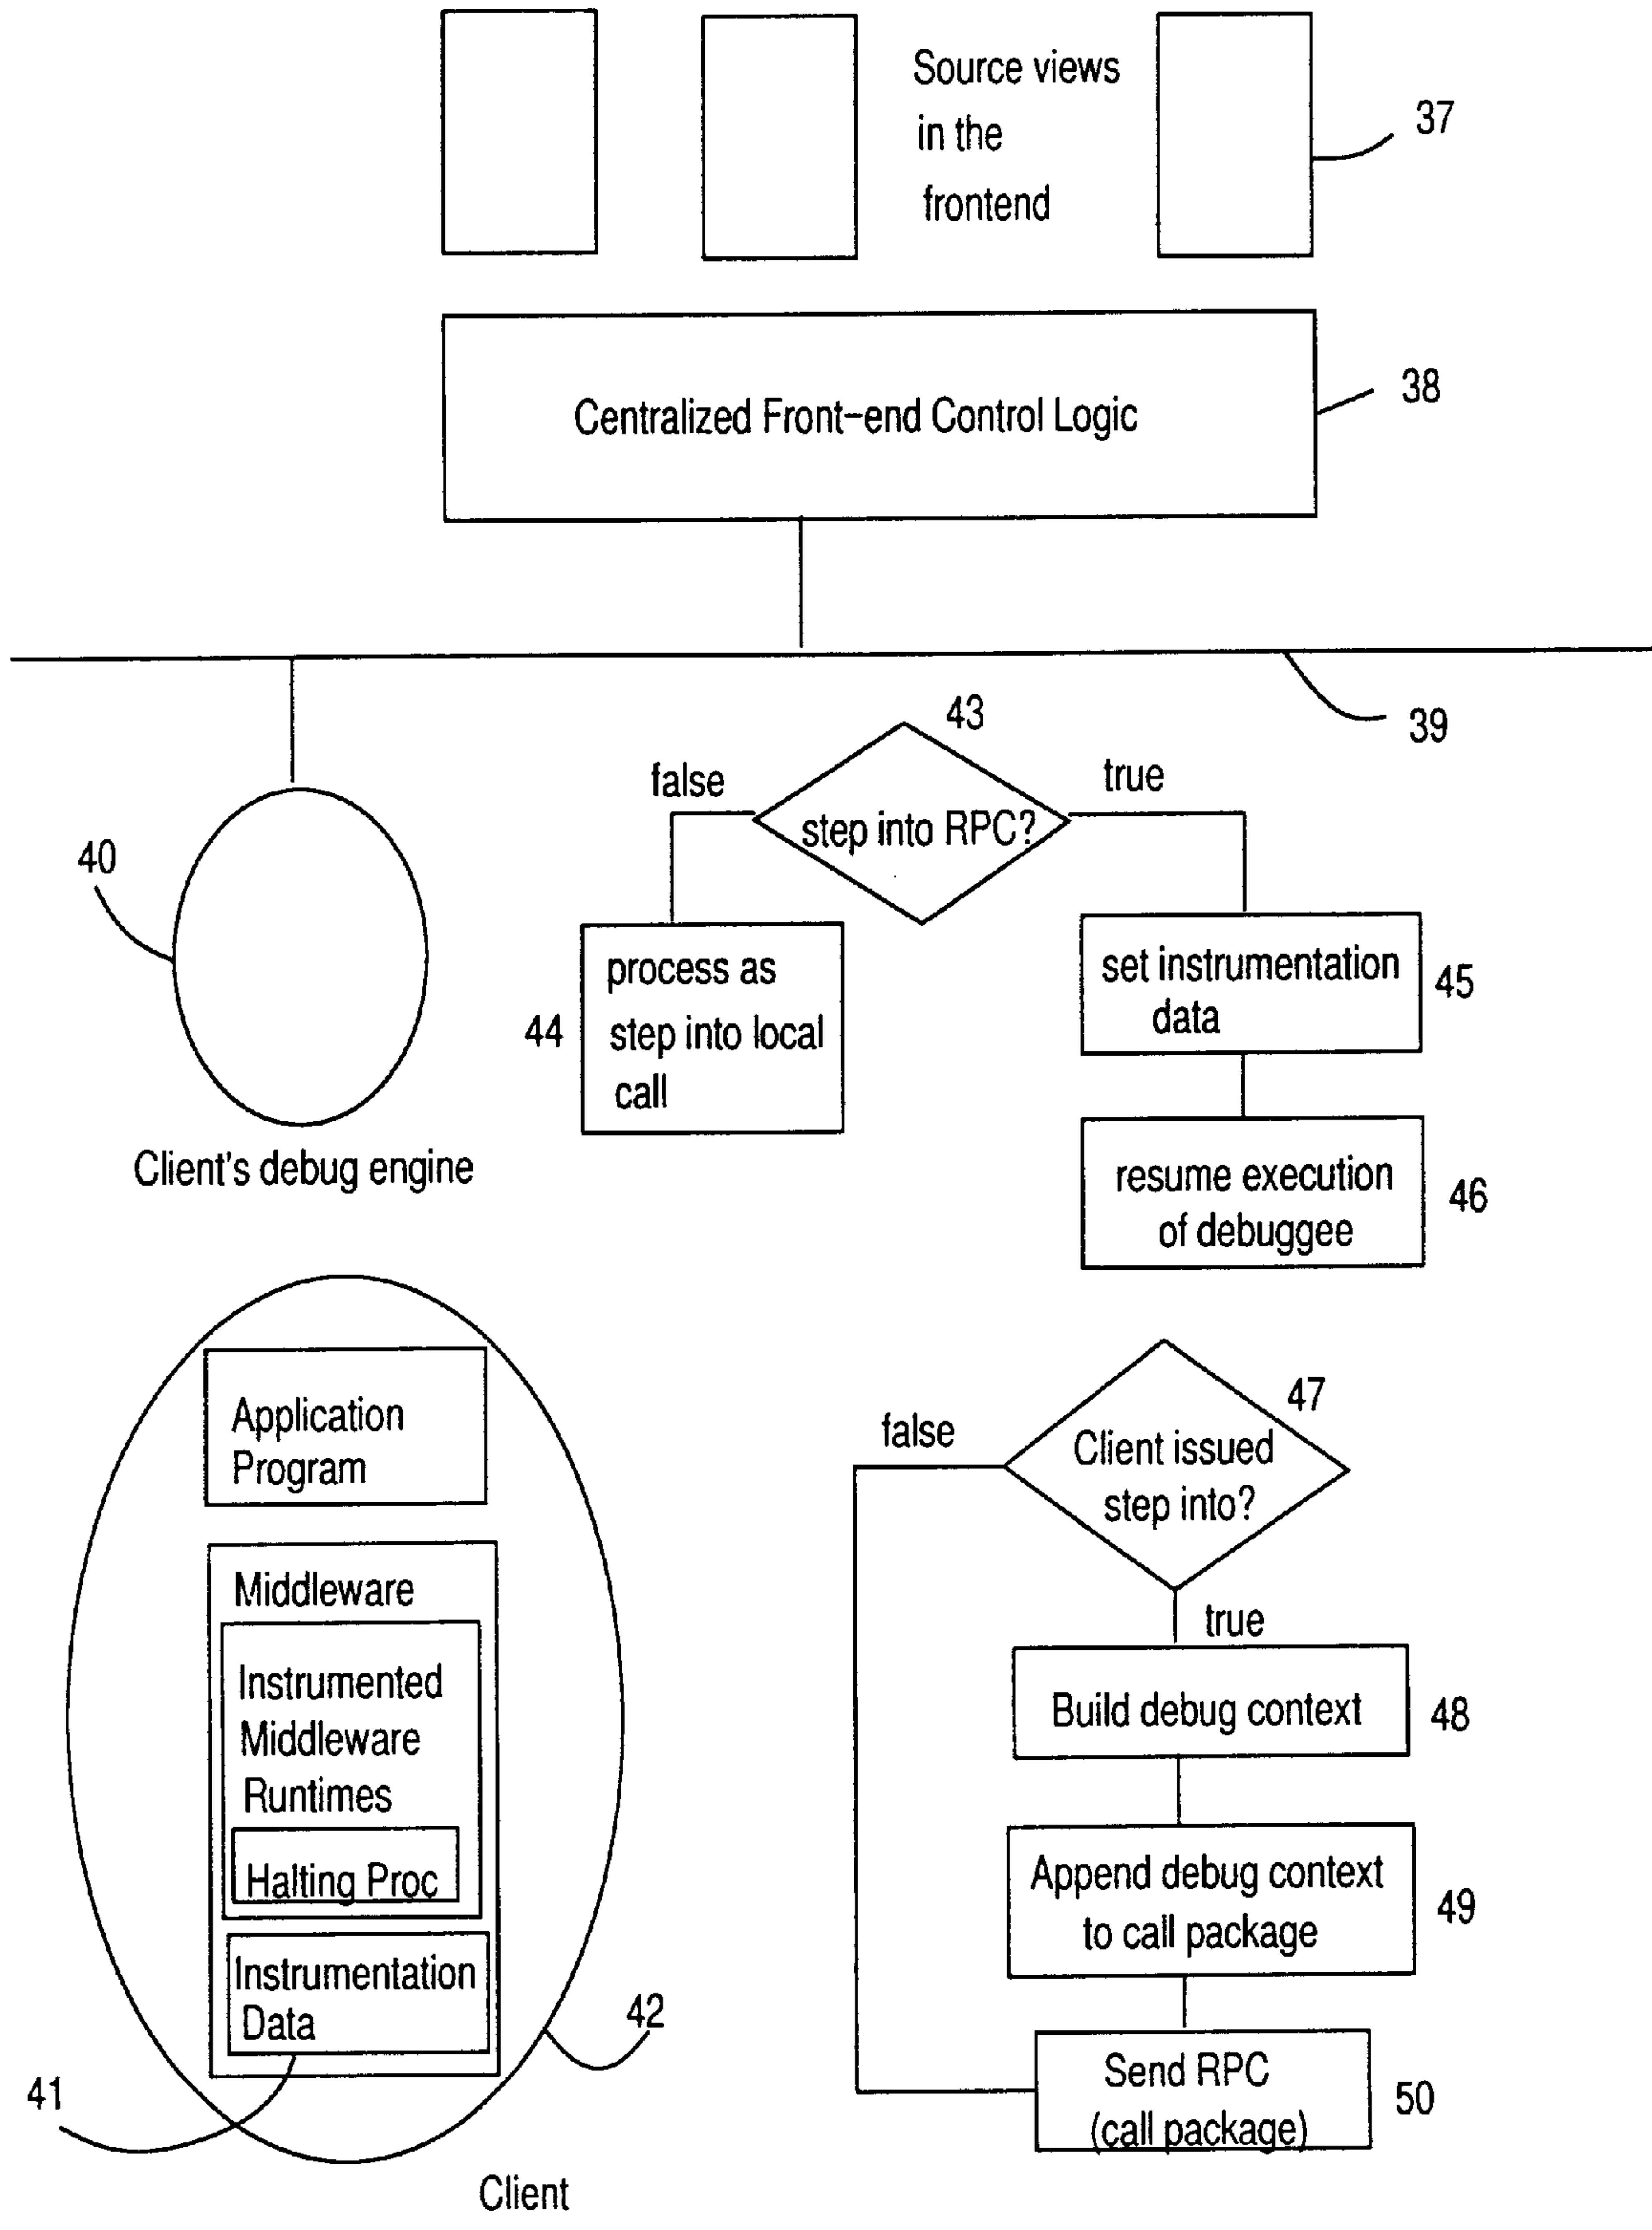 Source views
in the
frontend
37
Centralized Front-end Control Logic
38
39
43
false
true
step into RPC?
40
process as
step into local
call
44
set instrumentation
data
45
Client's debug engine
resume execution
of debuggee
46
Application
Program
47
false
Client issued
step into?
true
Middleware
Instrumented
Middleware
Runtimes
Halting Proc
Build debug context
48
Append debug context
to call package
49
Instrumentation
Data
42
41
Send RPC
(call package)
50
Client